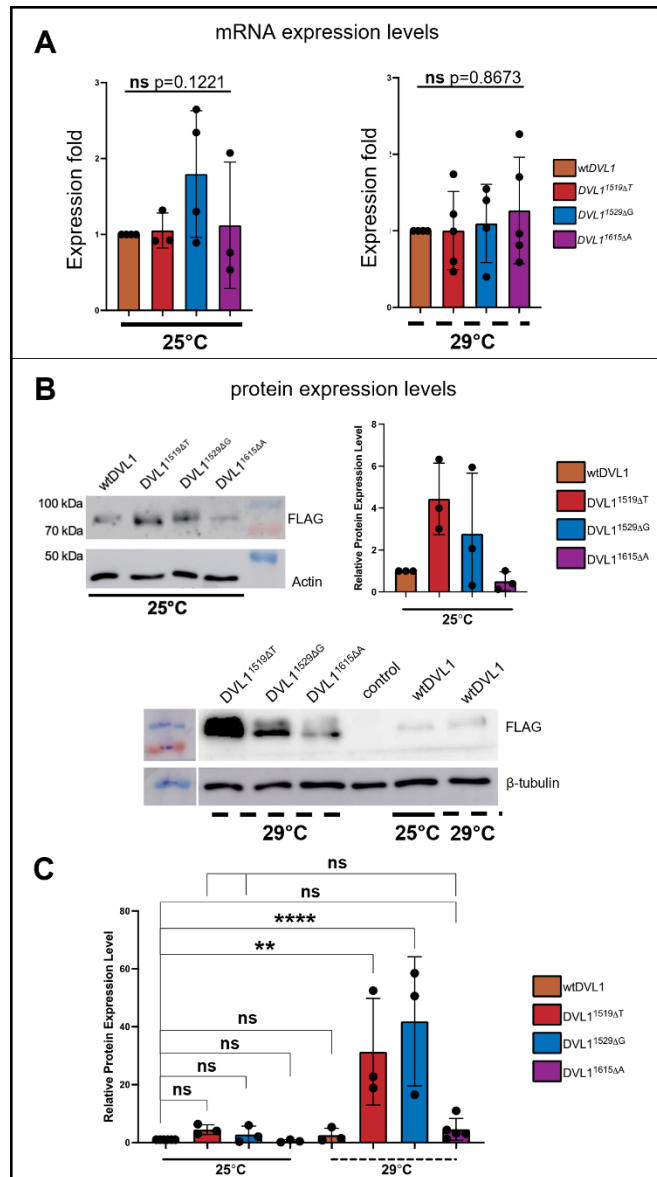 A
mRNA expression levels
ns p=0.1221
Expression fold
3
2
1
0
25°C
ns p=0.8673
Expression fold
3
2
1
0
29°C
wtDVL1
DVL1^1519ΔT
DVL1^1529ΔG
DVL1^1615ΔA
B
protein expression levels
wtDVL1
DVL1^1519ΔT
DVL1^1529ΔG
DVL1^1615ΔA
100 kDa
70 kDa
50 kDa
FLAG
Actin
25°C
Relative Protein Expression Level
8
6
4
2
0
25°C
wtDVL1
DVL1^1519ΔT
DVL1^1529ΔG
DVL1^1615ΔA
DVL1^1519ΔT
DVL1^1529ΔG
DVL1^1615ΔA
control
wtDVL1
wtDVL1
FLAG
β-tubulin
29°C
25°C
29°C
C
ns
ns
****
**
ns
ns
ns
ns
Relative Protein Expression Level
80
60
40
20
0
25°C
29°C
wtDVL1
DVL1^1519ΔT
DVL1^1529ΔG
DVL1^1615ΔA